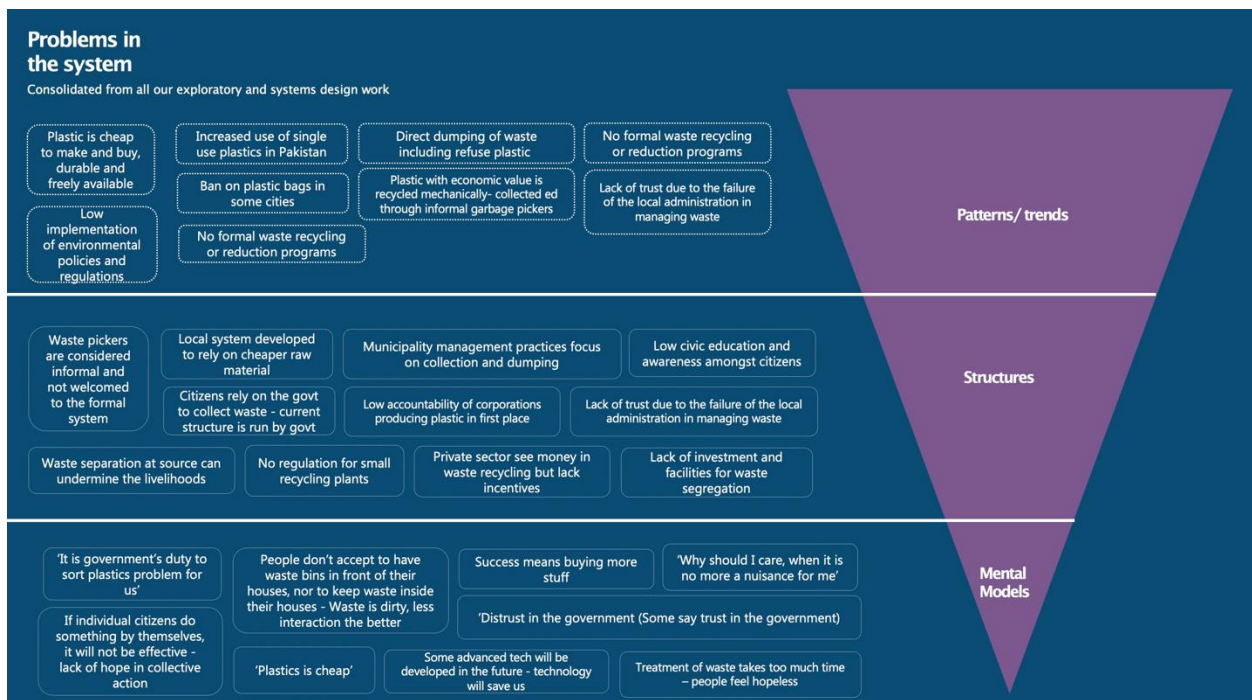 Problems in
the system
Consolidated from all our exploratory and systems design work
Plastic is cheap
to make and buy,
durable and
freely available
Increased use of single
use plastics in Pakistan
Direct dumping of waste
including refuse plastic
No formal waste recycling
or reduction programs
Ban on plastic bags in
some cities
Plastic with economic value is
recycled mechanically- collected ed
through informal garbage pickers
Lack of trust due to the failure
of the local administration in
managing waste
Low
implementation
of environmental
policies and
regulations
No formal waste recycling
or reduction programs
Patterns/ trends
Waste pickers
are considered
informal and
not welcomed
to the formal
system
Local system developed
to rely on cheaper raw
material
Municipality management practices focus
on collection and dumping
Low civic education and
awareness amongst citizens
Citizens rely on the govt
to collect waste - current
structure is run by govt
Low accountability of corporations
producing plastic in first place
Lack of trust due to the failure of the local
administration in managing waste
Waste separation at source can
undermine the livelihoods
No regulation for small
recycling plants
Private sector see money in
waste recycling but lack
incentives
Lack of investment and
facilities for waste
segregation
Structures
‘It is government’s duty to
sort plastics problem for
us’
People don’t accept to have
waste bins in front of their
houses, nor to keep waste inside
their houses - Waste is dirty, less
interaction the better
Success means buying more
stuff
‘Why should I care, when it is
no more a nuisance for me’
If individual citizens do
something by themselves,
it will not be effective -
lack of hope in collective
action
‘Distrust in the government (Some say trust in the government)
‘Plastics is cheap’
Some advanced tech will be
developed in the future - technology
will save us
Treatment of waste takes too much time
– people feel hopeless
Mental
Models